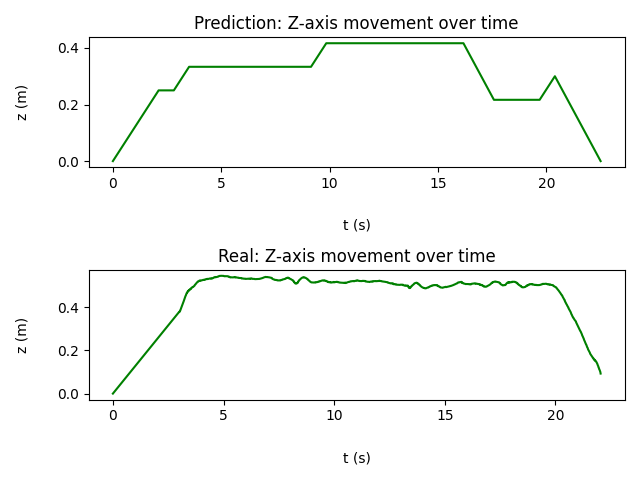 Prediction: Z-axis movement over time
0.4
0.2
0.0
z (m)
0 5 10 15 20
t (s)
Real: Z-axis movement over time
0.4
0.2
0.0
z (m)
0 5 10 15 20
t (s)